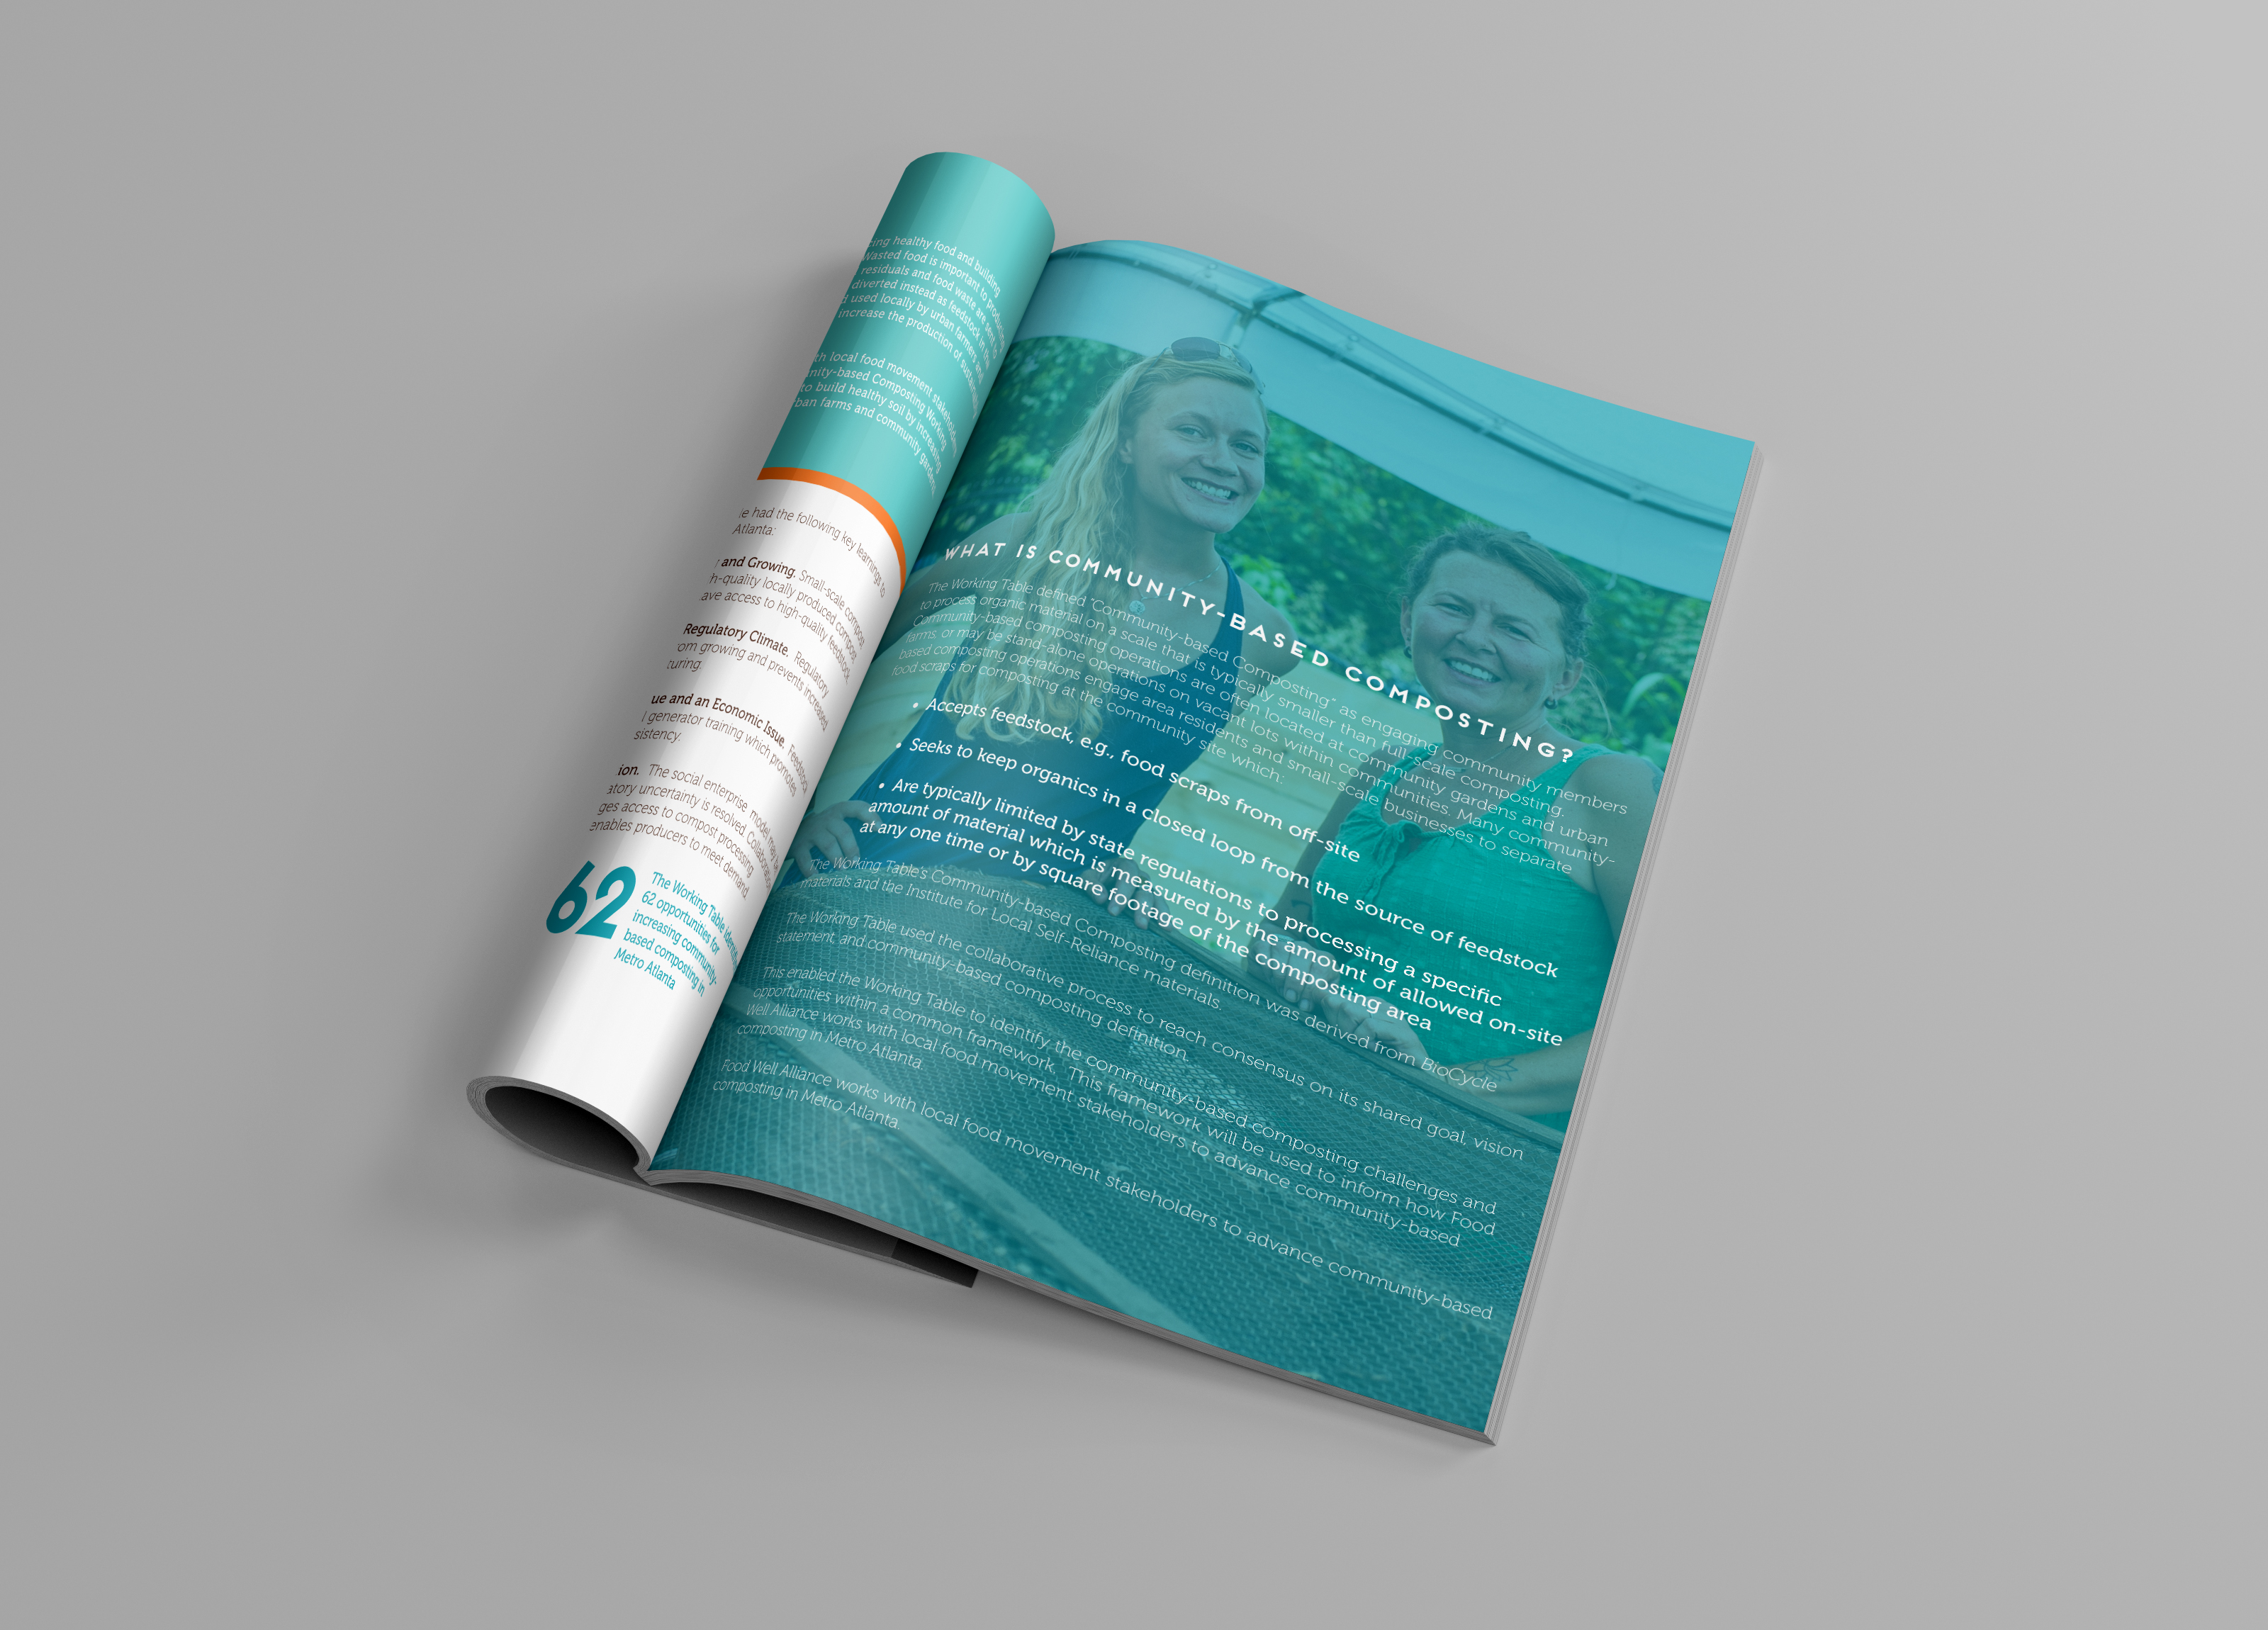 ing healthy food and building
Wasted food is important to producing
residuals and food waste are sent to
diverted instead as feedstock in the
used locally by urban farmers and
increase the production of
th local food movement stakeholders
nity-based Composting Working
to build healthy soil by increasing
ban farms and community gardens
le had the following key learnings to
Atlanta:
and Growing. Small-scale compost
h-quality locally produced compost
ave access to high-quality feedstock.
Regulatory Climate. Regulatory
om growing and prevents increased
turing.
ue and an Economic Issue. Feedstock
generator training which promotes
sistency.
ion. The social enterprise model may be
atory uncertainty is resolved. Collaboration
ges access to compost processing
enables producers to meet demand.
62
The Working Table
62 opportunities for
increasing community-
based composting in
Metro Atlanta
WHAT IS COMMUNITY-BASED COMPOSTING?
The Working Table defined "Community-based Composting" as engaging community members
to process organic material on a scale that is typically smaller than full-scale composting.
Community-based composting operations are often located at community gardens and urban
farms, or may be stand-alone operations on vacant lots within communities. Many community-
based composting operations engage area residents and small-scale businesses to separate
food scraps for composting at the community site which:
• Accepts feedstock, e.g., food scraps from off-site
• Seeks to keep organics in a closed loop from the source of feedstock
• Are typically limited by state regulations to processing a specific
amount of material which is measured by the amount of allowed on-site
at any one time or by square footage of the composting area
The Working Table's Community-based Composting definition was derived from BioCycle
materials and the Institute for Local Self-Reliance materials.
The Working Table used the collaborative process to reach consensus on its shared goal, vision
statement, and community-based composting definition.
This enabled the Working Table to identify the community-based composting challenges and
opportunities within a common framework. This framework will be used to inform how Food
Well Alliance works with local food movement stakeholders to advance community-based
composting in Metro Atlanta.
Food Well Alliance works with local food movement stakeholders to advance community-based
composting in Metro Atlanta.